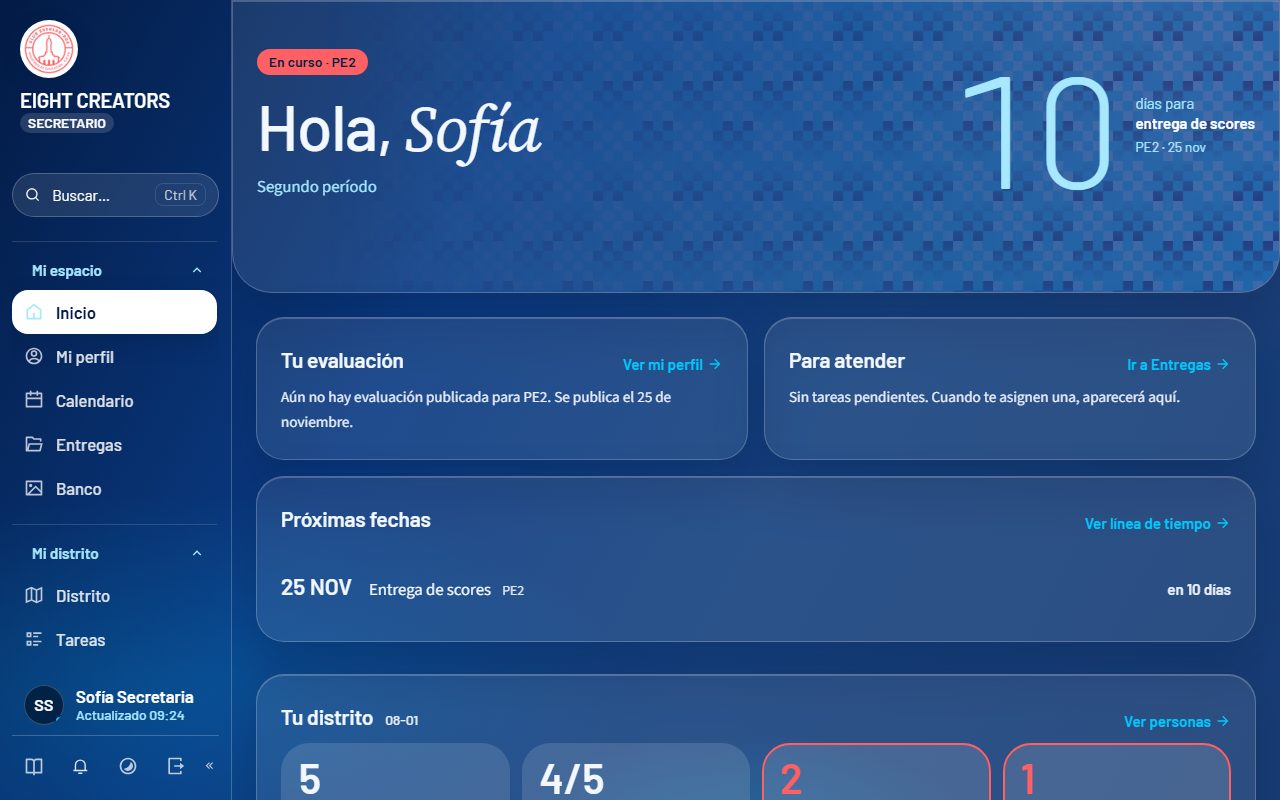 EIGHT CREATORS
SECRETARIO
Buscar...
Ctrl K
Mi espacio
Inicio
Mi perfil
Calendario
Entregas
Banco
Mi distrito
Distrito
Tareas
SS
Sofía Secretaria
Actualizado 09:24
«
En curso · PE2
Hola, Sofía
Segundo período
10
días para
entrega de scores
PE2 · 25 nov
Tu evaluación
Ver mi perfil →
Aún no hay evaluación publicada para PE2. Se publica el 25 de
noviembre.
Para atender
Ir a Entregas →
Sin tareas pendientes. Cuando te asignen una, aparecerá aquí.
Próximas fechas
Ver línea de tiempo →
25 NOV Entrega de scores PE2
en 10 días
Tu distrito 08-01
Ver personas →
5
4/5
2
1